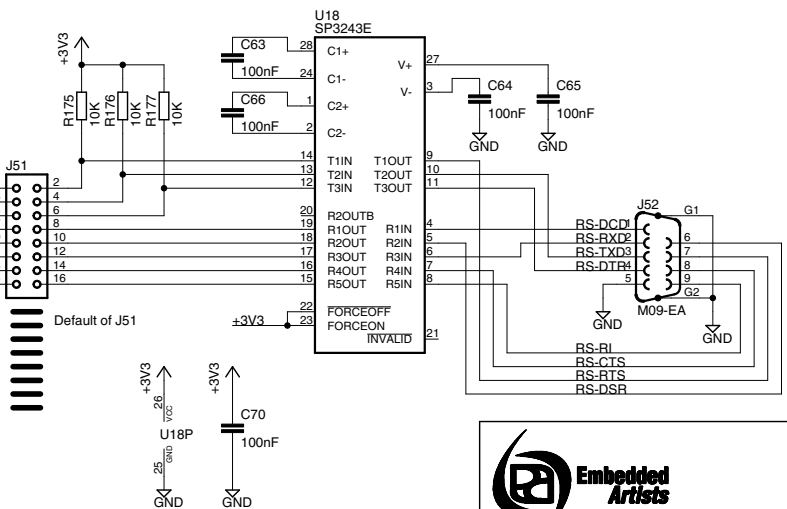 U18
SP3243E
+3V3
R175
10K
R176
10K
R177
10K
C63
100nF
C66
100nF
28 C1+
24 C1-
1 C2+
2 C2-
V+ 27
V- 3
C64
100nF
GND
C65
100nF
GND
14 T1IN T1OUT 9
13 T2IN T2OUT 10
12 T3IN T3OUT 11
20 R2OUTB
19 R1OUT R1IN 4
18 R2OUT R2IN 5
17 R3OUT R3IN 6
16 R4OUT R4IN 7
15 R5OUT R5IN 8
22 FORCEOFF
23 FORCEON
INVALID 21
+3V3
J51
2
4
6
8
10
12
14
16
Default of J51
J52
G1
RS-DCD 1
RS-RXD 2
RS-TXD 3
RS-DTR 4
5
6
7
8
9
G2
M09-EA
GND
GND
RS-RI
RS-CTS
RS-RTS
RS-DSR
+3V3
26 VCC
U18P
25 GND
GND
+3V3
C70
100nF
GND
Embedded
Artists